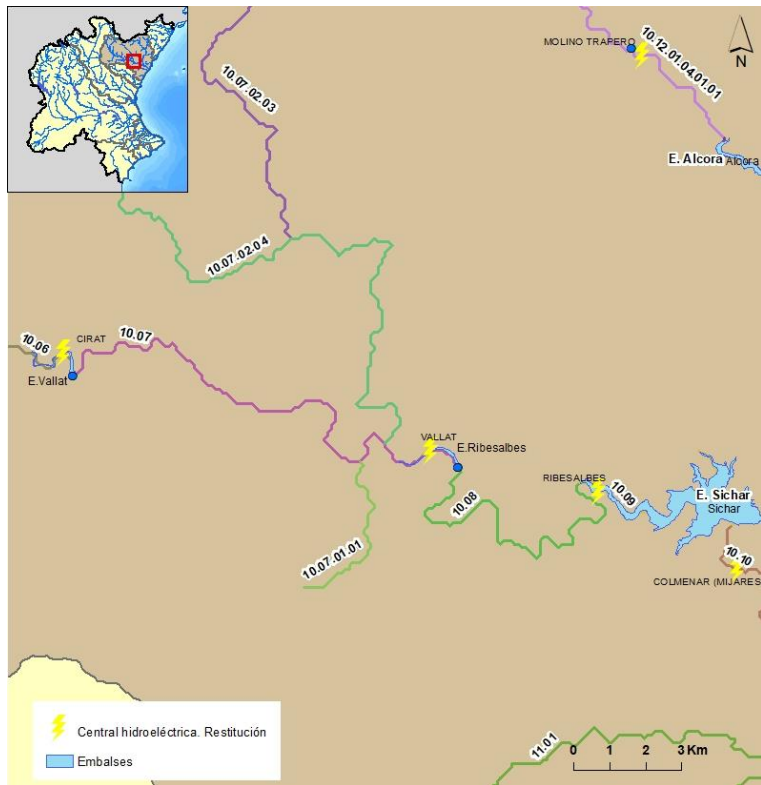 MOLINO TRAPERO
10.12.01.04.01.01
N
10.07.02.03
E. Alcora
Alcora
10.07.02.04
10.06
CIRAT
10.07
E.Vallat
VALLAT
E.Ribesalbes
RIBESALBES
10.09
E. Sichar
Sichar
10.08
10.07.01.01
10.10
COLMENAR (MIJARES
Central hidroeléctrica. Restitución
Embalses
11.01
0 1 2 3 Km